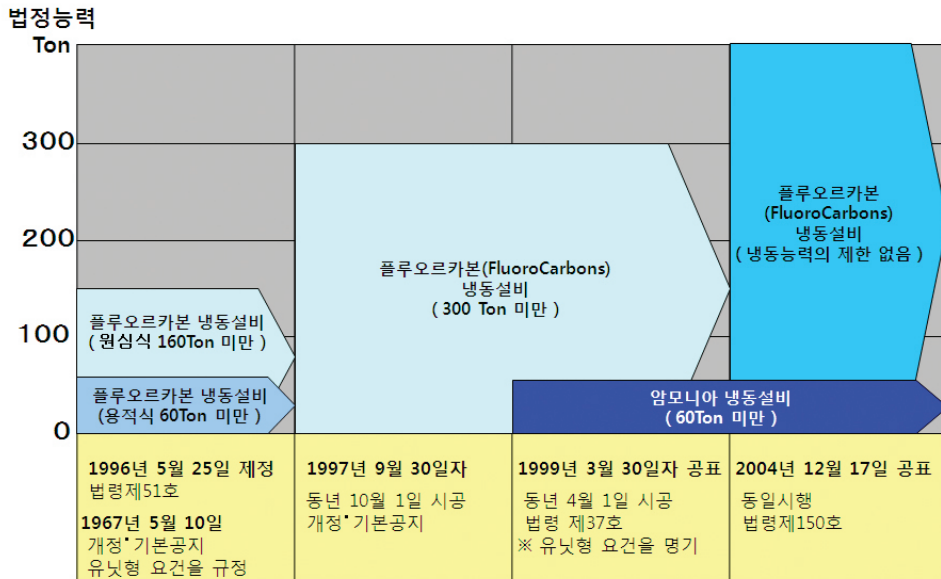 법정능력
Ton
300
200
100
0
플루오르카본 냉동설비
( 원심식 160Ton 미만 )
플루오르카본 냉동설비
(용적식 60Ton 미만 )
플루오르카본(FluoroCarbons)
냉동설비
( 300 Ton 미만 )
플루오르카본
(FluoroCarbons)
냉동설비
( 냉동능력의 제한 없음 )
암모니아 냉동설비
(60Ton 미만 )
1996년 5월 25일 제정
법령제51호
1967년 5월 10일
개정•기본공지
유닛형 요건을 규정
1997년 9월 30일자
동년 10월 1일 시공
개정•기본공지
1999년 3월 30일자 공표
동년 4월 1일 시공
법령 제37호
※ 유닛형 요건을 명기
2004년 12월 17일 공표
동일시행
법령제150호